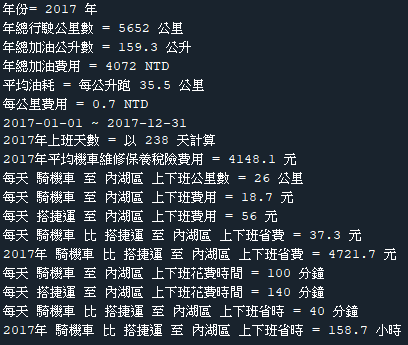 年份= 2017 年
年總行駛公里數 = 5652 公里
年總加油公升數 = 159.3 公升
年總加油費用 = 4072 NTD
平均油耗 = 每公升跑 35.5 公里
每公里費用 = 0.7 NTD
2017-01-01 ~ 2017-12-31
2017年上班天數 = 以 238 天計算
2017年平均機車維修保養稅險費用 = 4148.1 元
每天 騎機車 至 內湖區 上下班公里數 = 26 公里
每天 騎機車 至 內湖區 上下班費用 = 18.7 元
每天 搭捷運 至 內湖區 上下班費用 = 56 元
每天 騎機車 比 搭捷運 至 內湖區 上下班省費 = 37.3 元
2017年 騎機車 比 搭捷運 至 內湖區 上下班省費 = 4721.7 元
每天 騎機車 至 內湖區 上下班花費時間 = 100 分鐘
每天 搭捷運 至 內湖區 上下班花費時間 = 140 分鐘
每天 騎機車 比 搭捷運 至 內湖區 上下班省時 = 40 分鐘
2017年 騎機車 比 搭捷運 至 內湖區 上下班省時 = 158.7 小時